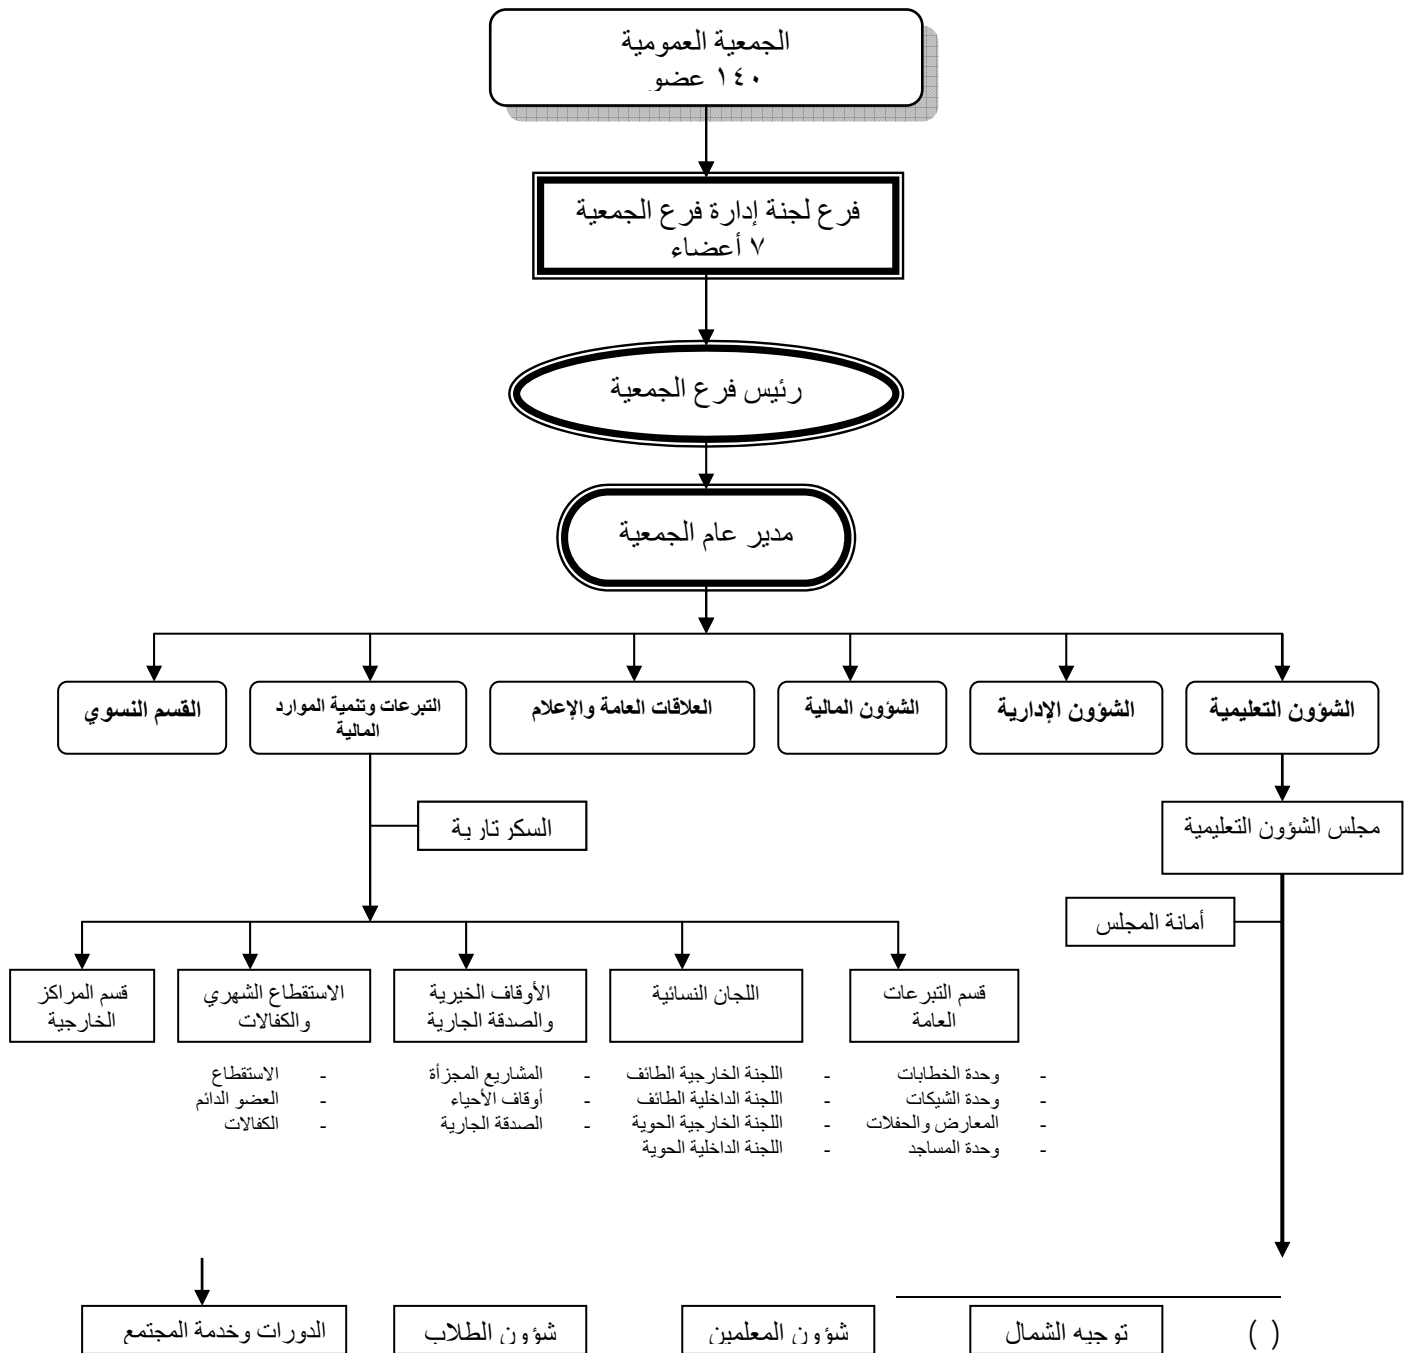 الجمعية العمومية
١٤٠ عضو
فرع لجنة إدارة فرع الجمعية
٧ أعضاء
رئيس فرع الجمعية
مدير عام الجمعية
الشؤون التعليمية
الشؤون الإدارية
الشؤون المالية
العلاقات العامة والإعلام
التبرعات وتنمية الموارد
المالية
القسم النسوي
مجلس الشؤون التعليمية
السكرتارية
أمانة المجلس
قسم التبرعات
العامة
اللجان النسائية
الأوقاف الخيرية
والصدقة الجارية
الاستقطاع الشهري
والكفالات
قسم المراكز
الخارجية
- وحدة الخطابات
- وحدة الشيكات
- المعارض والحفلات
- وحدة المساجد
- اللجنة الخارجية الطائف
- اللجنة الداخلية الطائف
- اللجنة الخارجية الحوية
- اللجنة الداخلية الحوية
- المشاريع المجزأة
- أوقاف الأحياء
- الصدقة الجارية
- الاستقطاع
- العضو الدائم
- الكفالات
( )
توجيه الشمال
شؤون المعلمين
شؤون الطلاب
الدورات وخدمة المجتمع